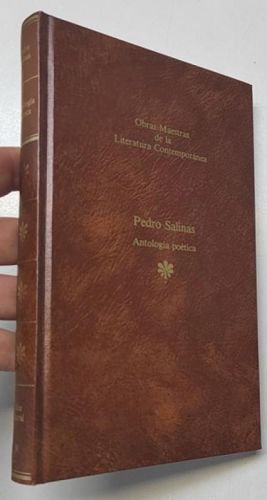 Obras Maestras
de la
Literatura Contemporánea
Pedro Salinas
Antología poética